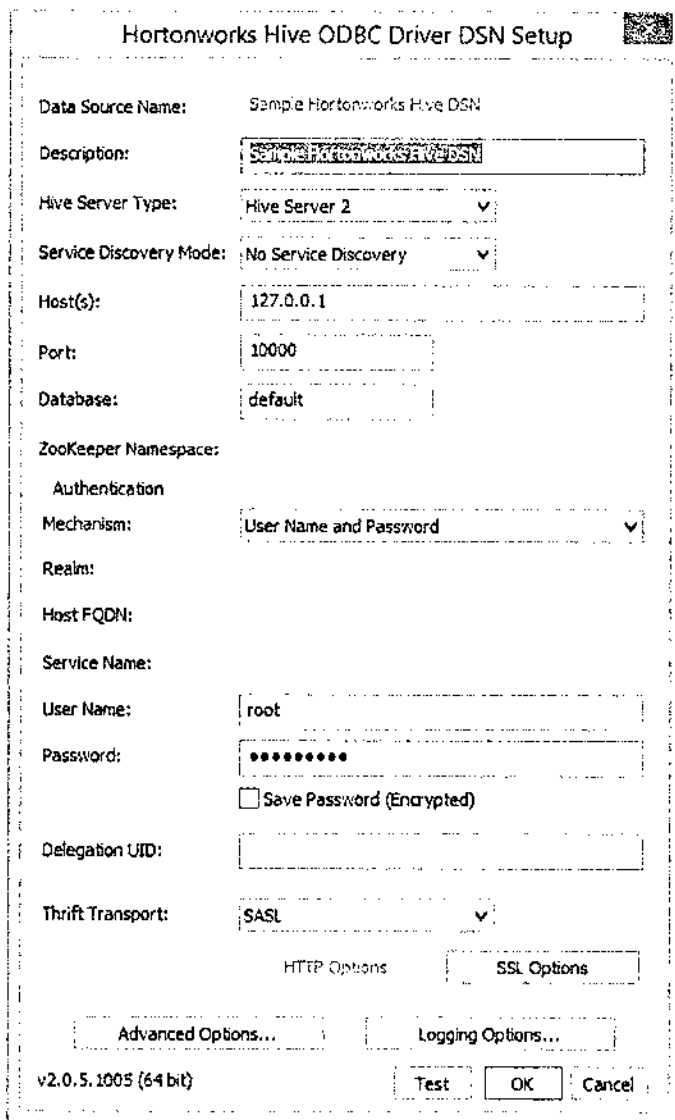 Hortonworks Hive ODBC Driver DSN Setup
Data Source Name: Sample Hortonworks Hive DSN
Description: Sample Hortonworks Hive DSN
Hive Server Type: Hive Server 2
Service Discovery Mode: No Service Discovery
Host(s): 127.0.0.1
Port: 10000
Database: default
ZooKeeper Namespace:
Authentication
Mechanism: User Name and Password
Realm:
Host FQDN:
Service Name:
User Name: root
Password: •••••••••
Save Password (Encrypted)
Delegation UID:
Thrift Transport: SASL
HTTP Options SSL Options
Advanced Options... Logging Options...
v2.0.5.1005 (64 bit) Test OK Cancel